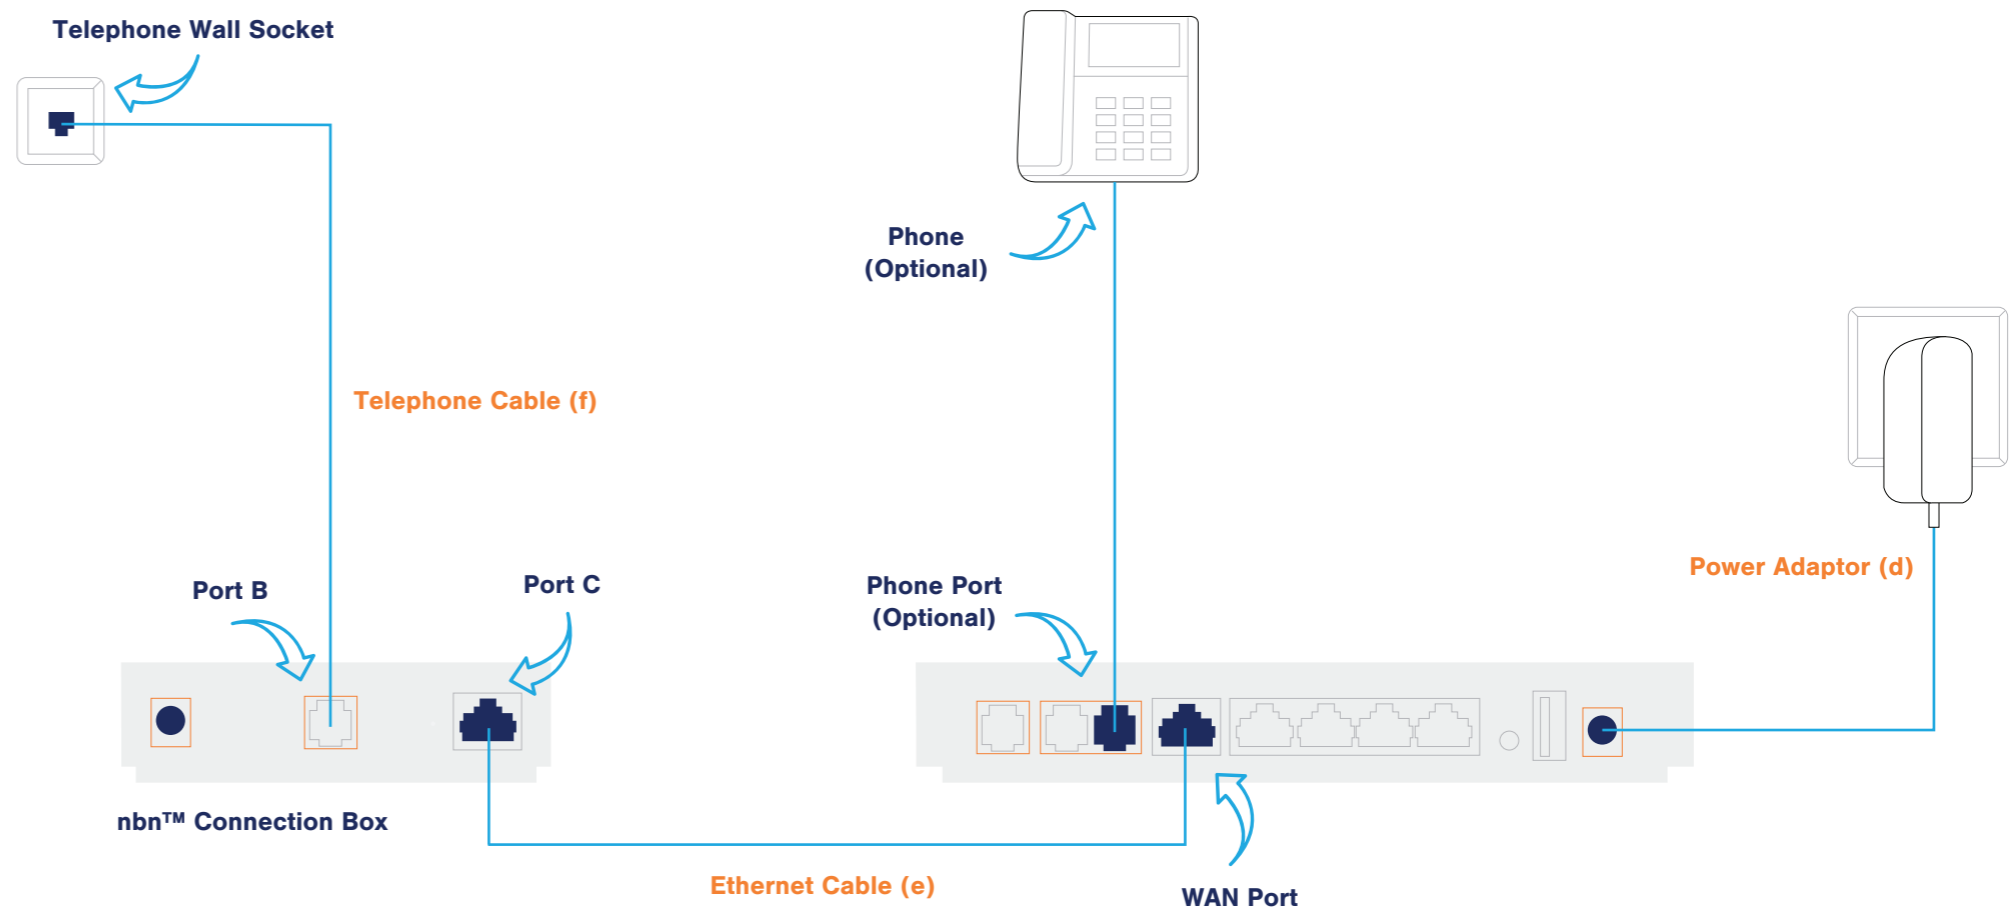 Telephone Wall Socket
Phone
(Optional)
Telephone Cable (f)
Power Adaptor (d)
Port B
Port C
Phone Port
(Optional)
nbn™ Connection Box
Ethernet Cable (e)
WAN Port